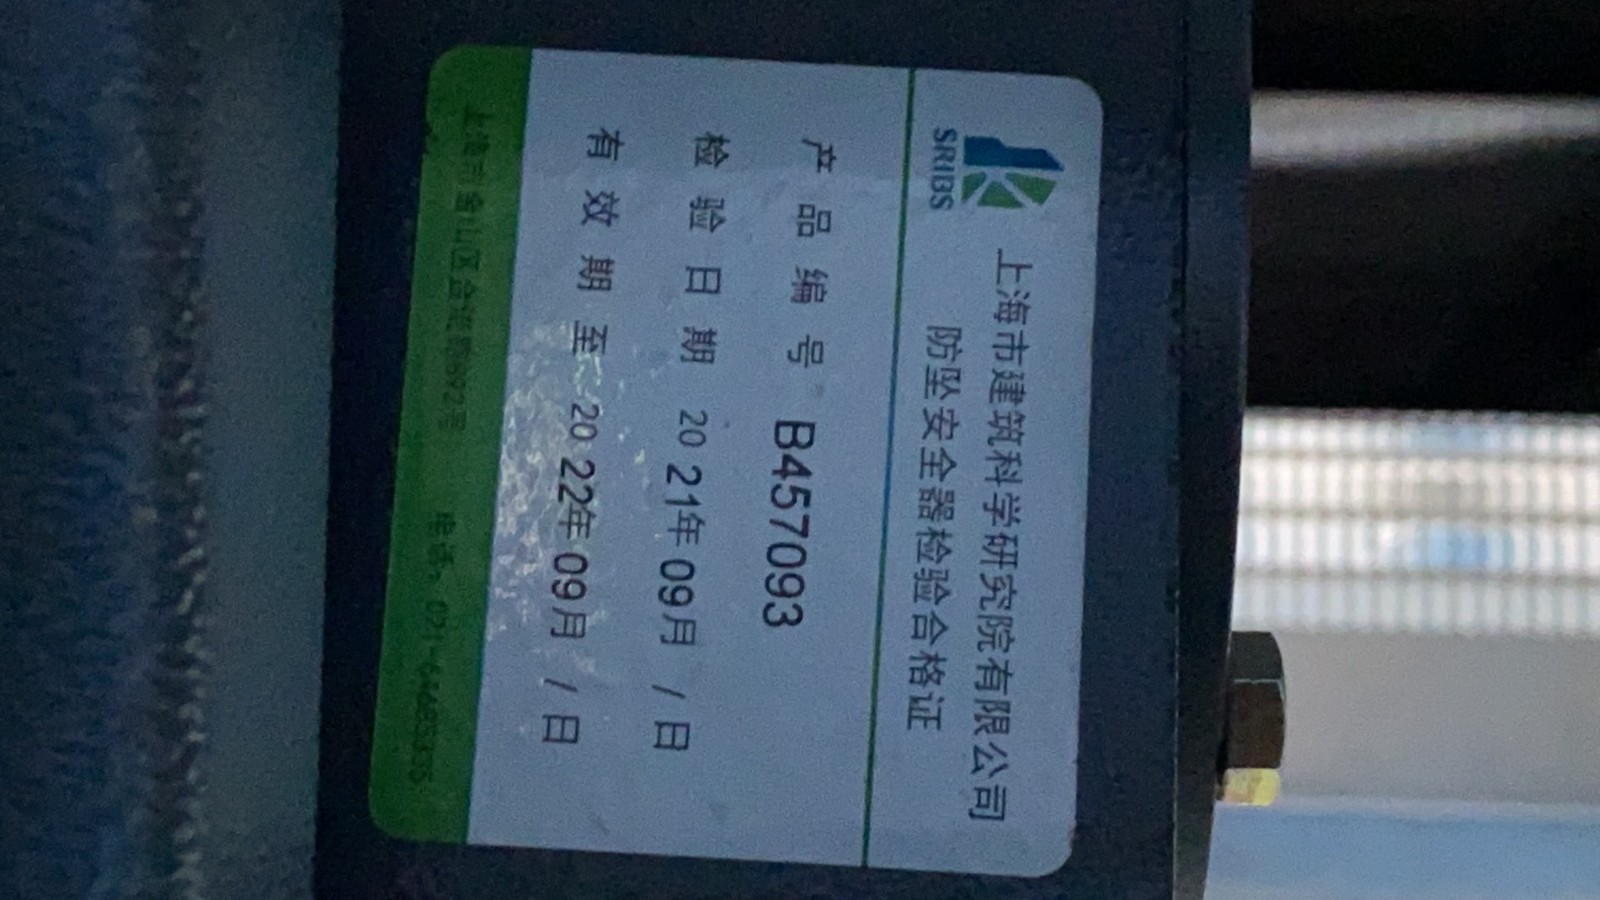 SRIBS
上海市建筑科学研究院有限公司
防坠安全器检验合格证
产品编号 B457093
检验日期 2021年09月 / 日
有效期至 2022年09月 / 日